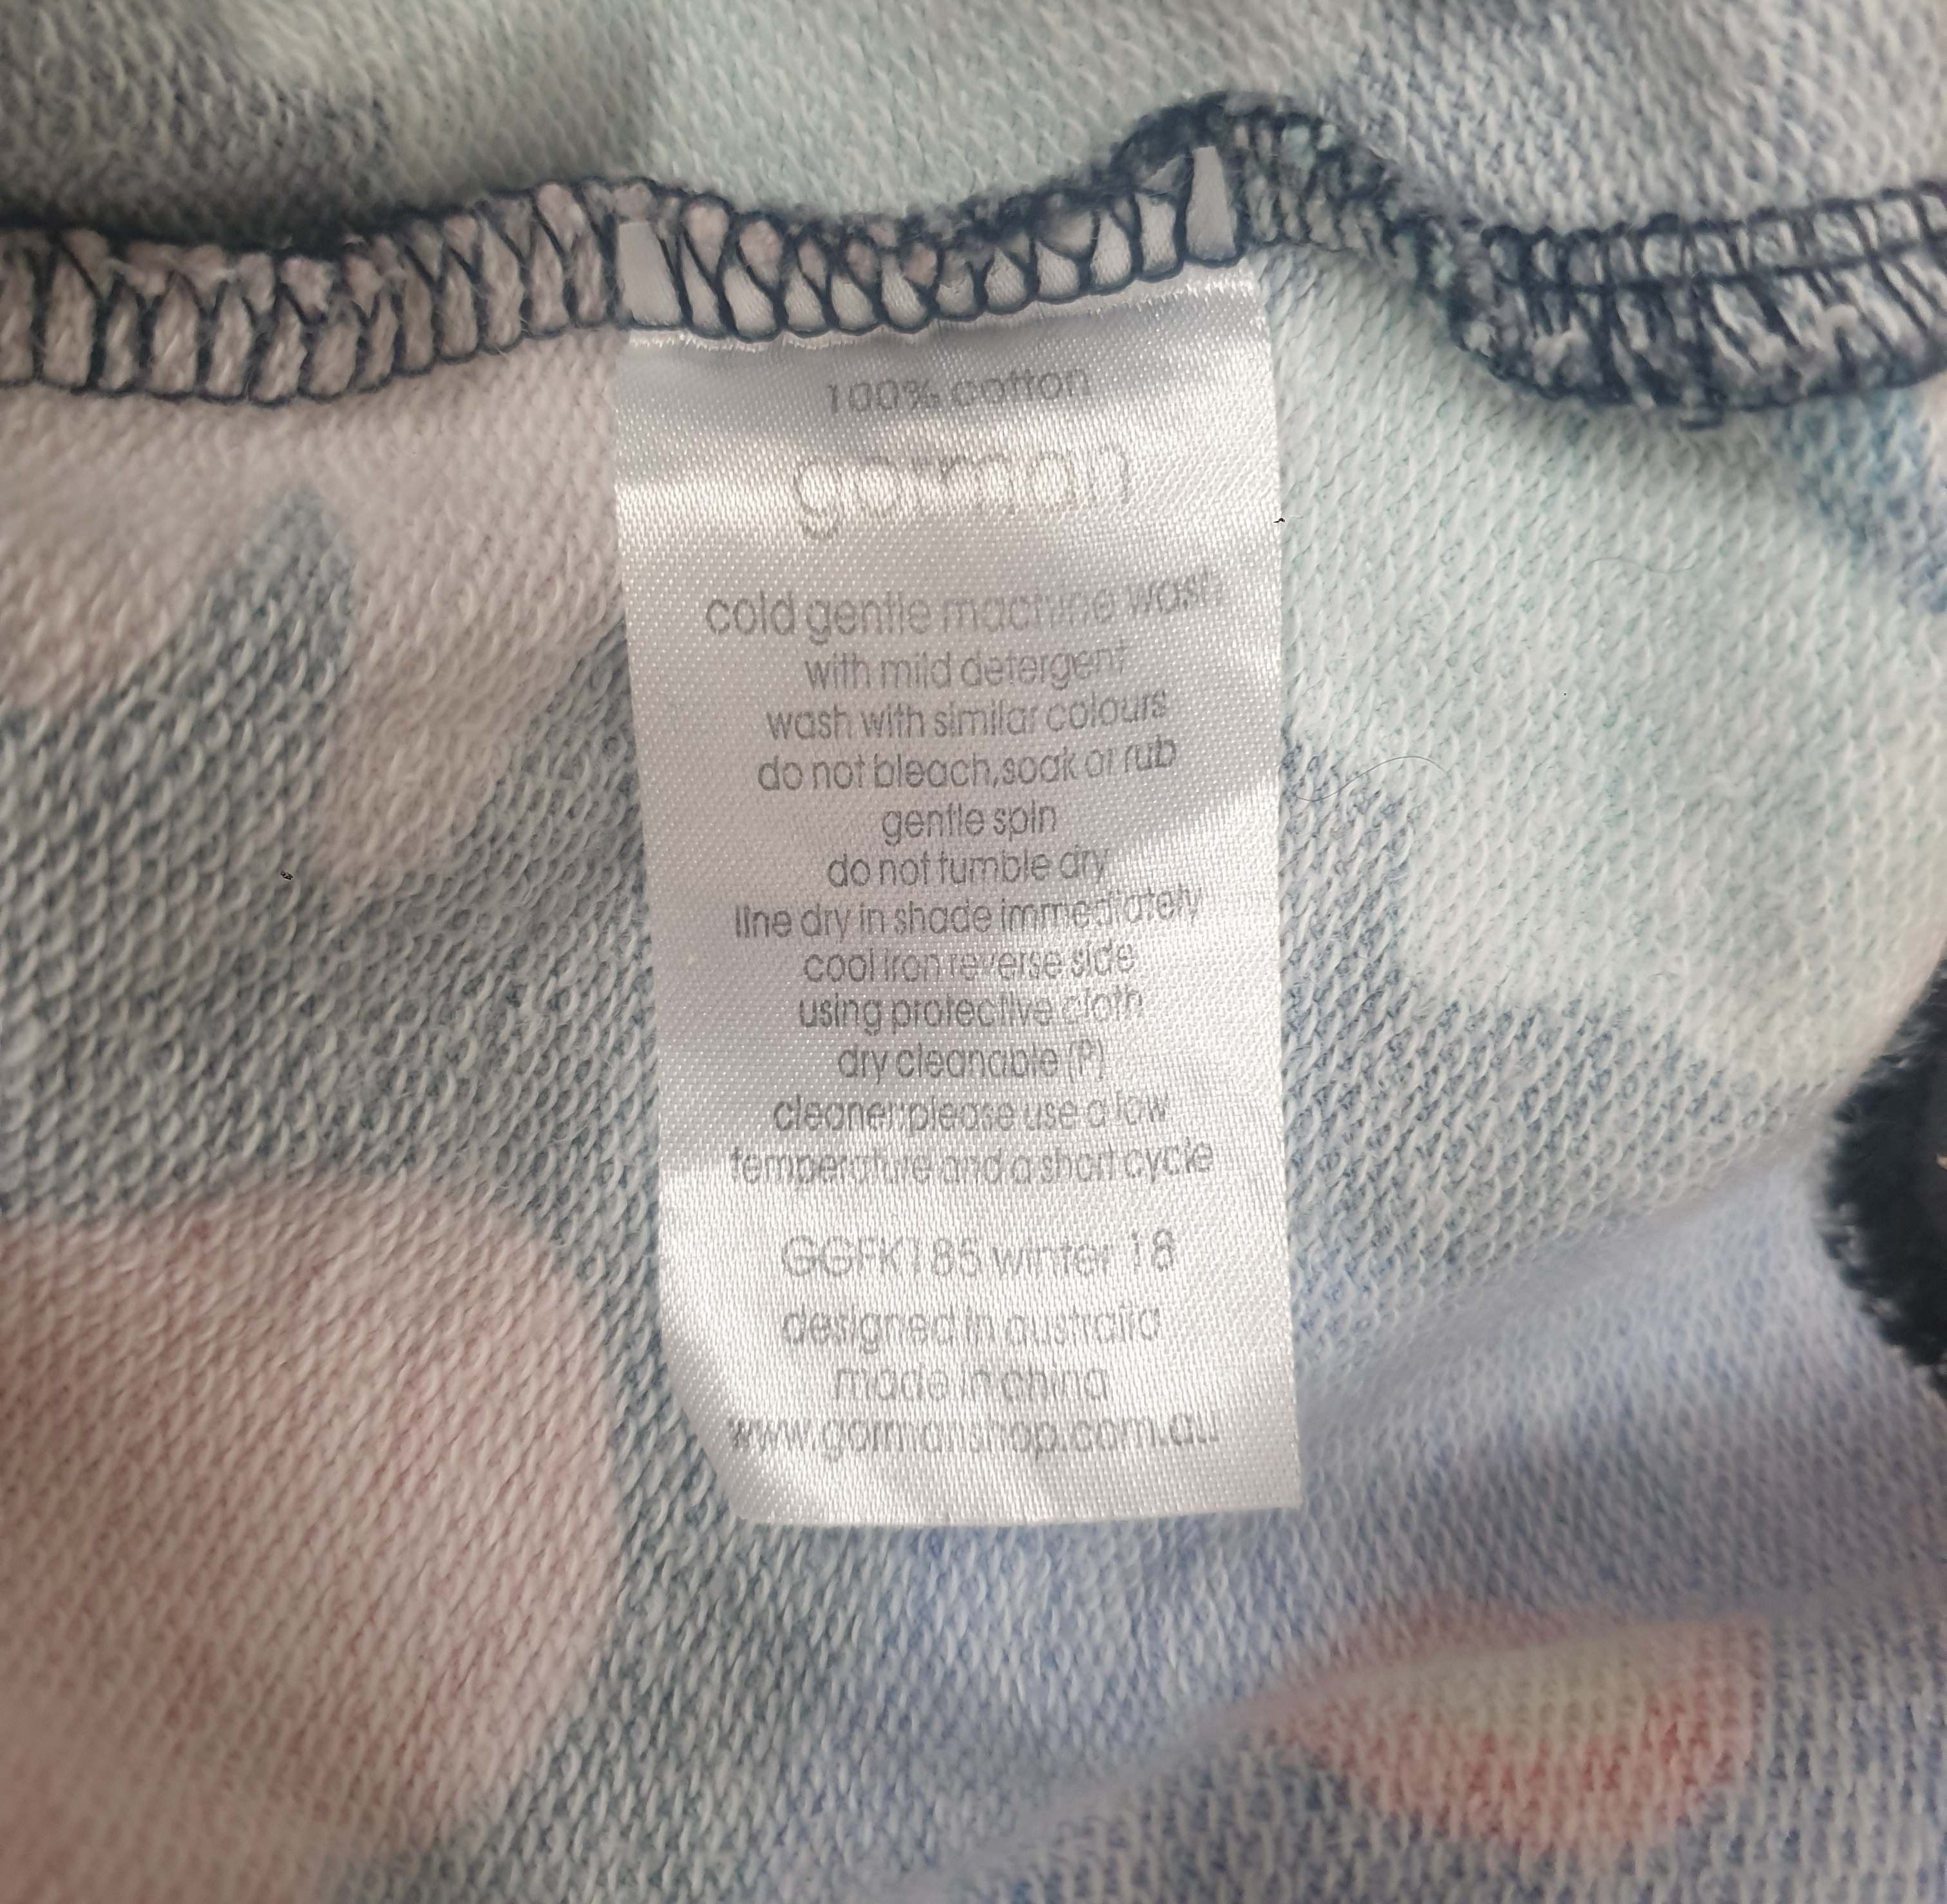 100% cotton
gorman
cold gentle machine wash
with mild detergent
wash with similar colours
do not bleach,soak or rub
gentle spin
do not tumble dry
line dry in shade immediately
cool iron reverse side
using protective cloth
dry cleanable (P)
cleaner:please use a low
temperature and a short cycle
GGFK185 winter 18
designed in australia
made in china
www.gormanshop.com.au